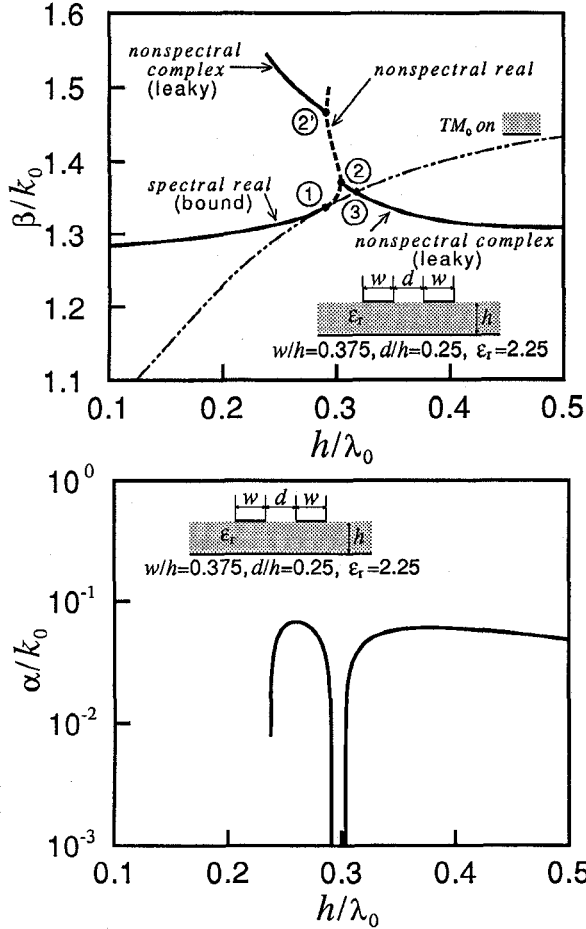 1.6
1.5
1.4
1.3
1.2
1.1
β/k₀
nonspectral
complex
(leaky)
nonspectral real
2'
TM₀ on
1
2
3
spectral real
(bound)
nonspectral complex
(leaky)
w d w
εᵣ
h
w/h=0.375, d/h=0.25, εᵣ=2.25
0.1 0.2 0.3 0.4 0.5
h/λ₀
10⁰
10⁻¹
10⁻²
10⁻³
α/k₀
w d w
εᵣ
h
w/h=0.375, d/h=0.25, εᵣ=2.25
0.1 0.2 0.3 0.4 0.5
h/λ₀